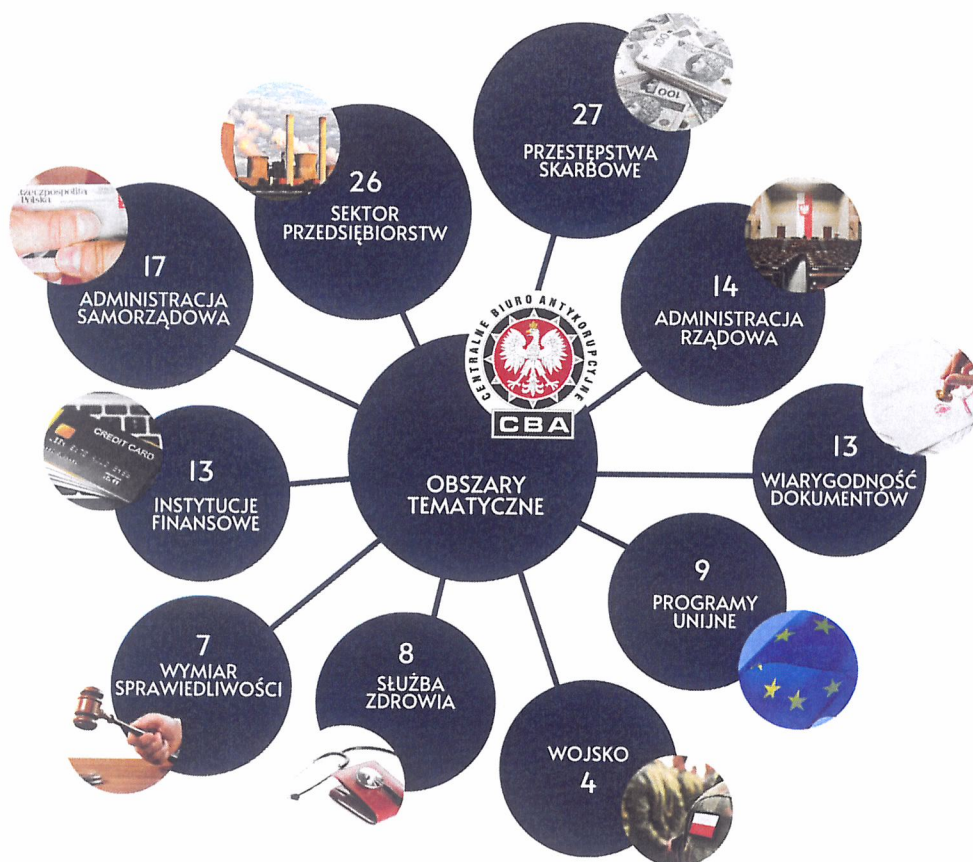 27
PRZESTĘPSTWA
SKARBOWE
26
SEKTOR
PRZEDSIĘBIORSTW
17
ADMINISTRACJA
SAMORZĄDOWA
14
ADMINISTRACJA
RZĄDOWA
CENTRALNE BIURO ANTYKORUPCYJNE
CBA
OBSZARY
TEMATYCZNE
13
INSTYTUCJE
FINANSOWE
13
WIARYGODNOŚĆ
DOKUMENTÓW
9
PROGRAMY
UNIJNE
7
WYMIAR
SPRAWIEDLIWOŚCI
8
SŁUŻBA
ZDROWIA
WOJSKO
4
Rzeczpospolita
Polska
CREDIT CARD
100
100